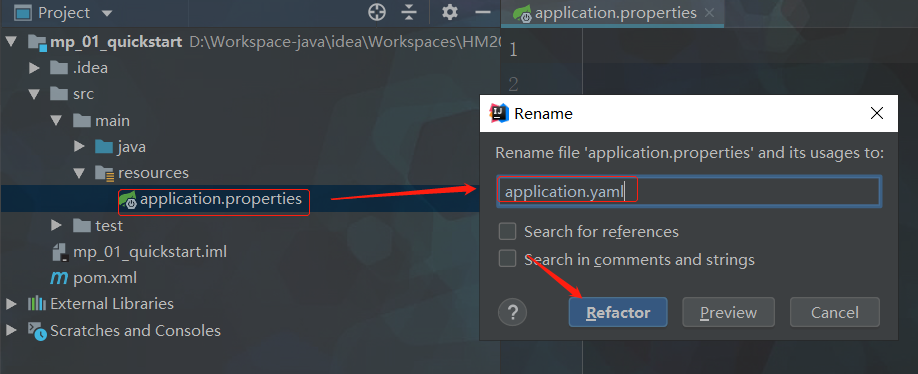 Project
application.properties
mp_01_quickstart D:\Workspace-java\idea\Workspaces\HM20
1
.idea
2
src
Rename
main
java
Rename file 'application.properties' and its usages to:
resources
application.yaml
application.properties
test
Search for references
mp_01_quickstart.iml
Search in comments and strings
pom.xml
External Libraries
? Refactor Preview Cancel
Scratches and Consoles